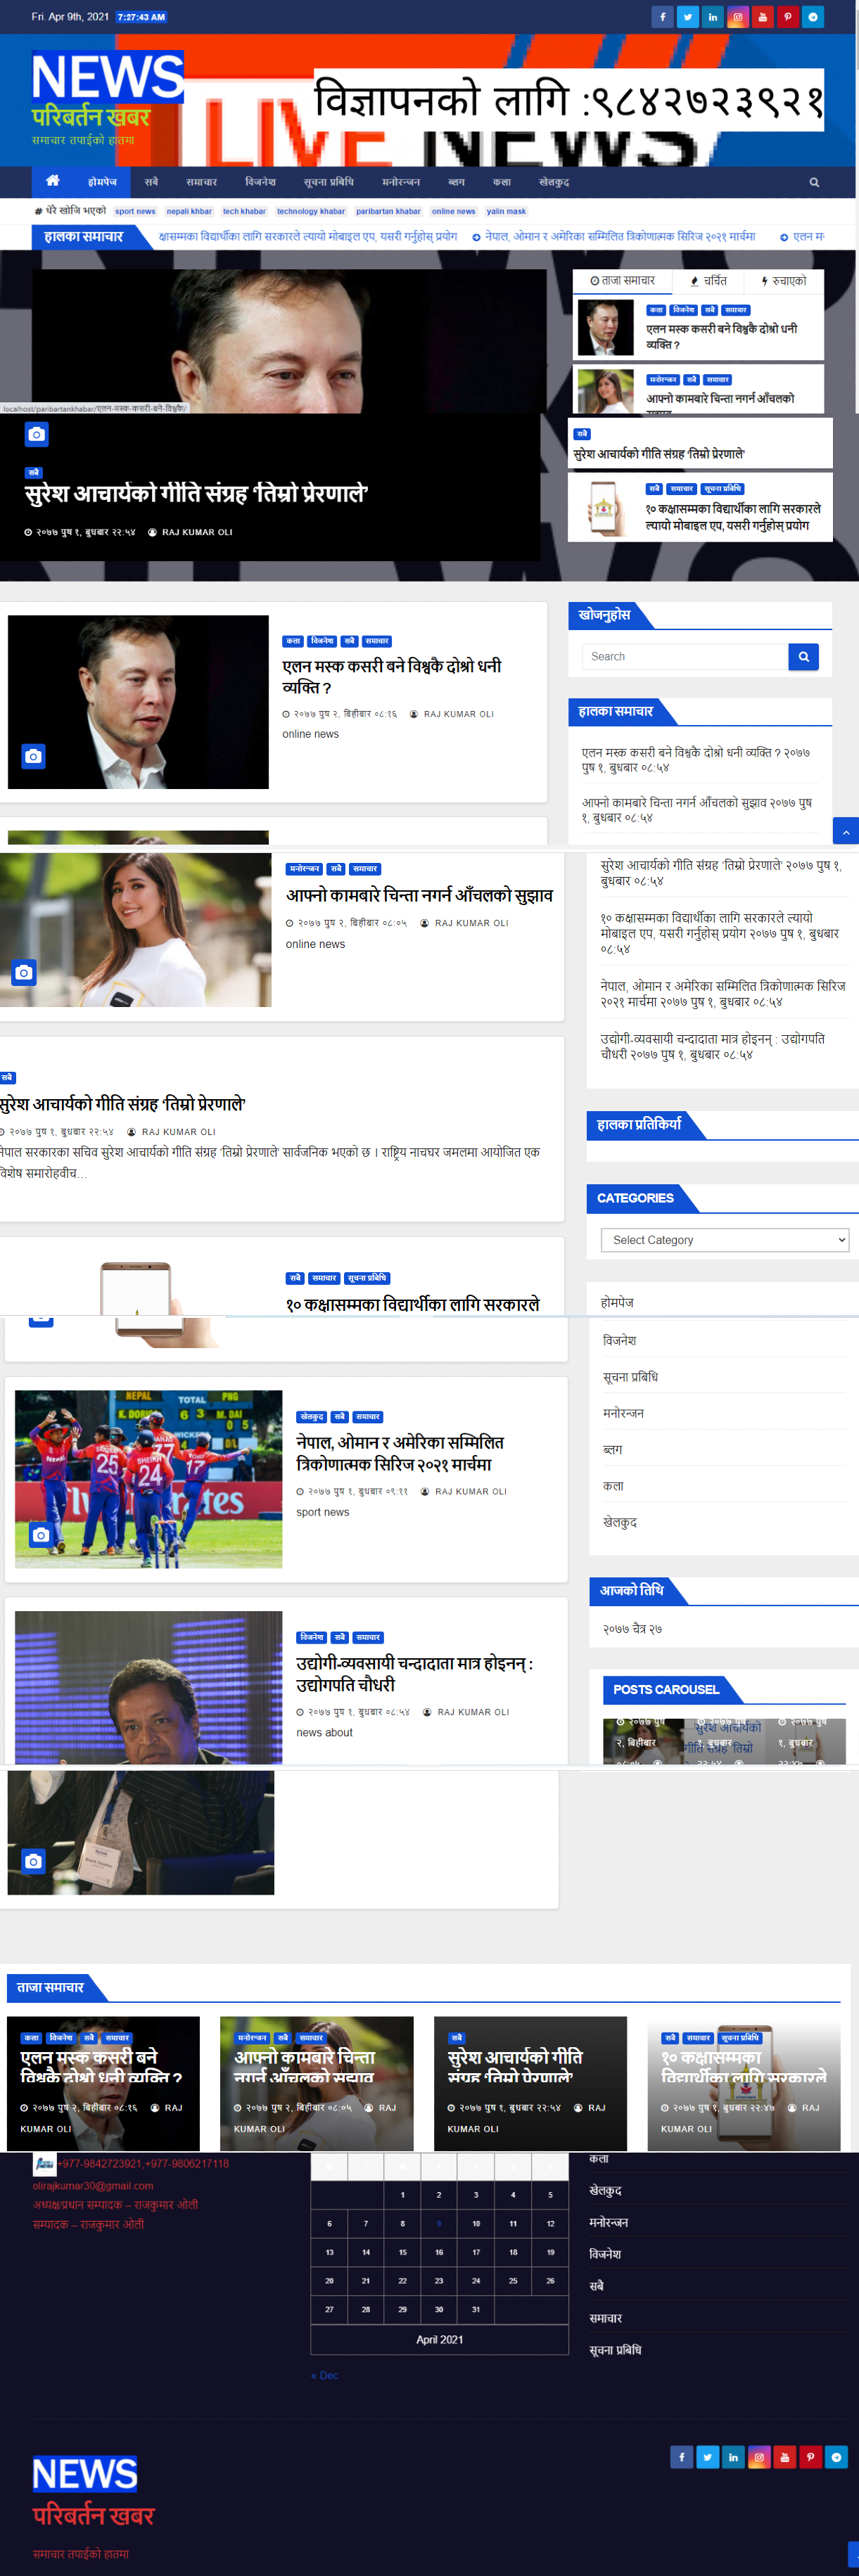 Fri. Apr 9th, 2021 7:27:43 AM
NEWS
परिबर्तन खबर
समाचार तपाईको हातमा
विज्ञापनको लागि :९८४२७२३९२१
LIVE NEWS
होमपेज सबै समाचार विजनेश सूचना प्रबिधि मनोरन्जन ब्लग कला खेलकुद
# धेरै खोजि भएको sport news nepali khbar tech khabar technology khabar paribartan khabar online news yalin mask
हालका समाचार क्षासम्मका विद्यार्थीका लागि सरकारले ल्यायो मोबाइल एप, यसरी गर्नुहोस् प्रयोग नेपाल, ओमान र अमेरिका सम्मिलित त्रिकोणात्मक सिरिज २०२१ मार्चमा एलन
ताजा समाचार चर्चित रुचाएको
कला विजनेश सबै समाचार
एलन मस्क कसरी बने विश्वकै दोश्रो धनी
व्यक्ति ?
मनोरन्जन सबै समाचार
आफ्नो कामबारे चिन्ता नगर्न आँचलको
localhost/paribartankhabar/एलन-मस्क-कसरी-बने-विश्वकै/
सबै
सुरेश आचार्यको गीति संग्रह ‘तिम्रो प्रेरणाले’
२०७७ पुष १, बुधबार २२:५४ RAJ KUMAR OLI
सबै
सुरेश आचार्यको गीति संग्रह ‘तिम्रो प्रेरणाले’
सबै समाचार सूचना प्रबिधि
१० कक्षासम्मका विद्यार्थीका लागि सरकारले
ल्यायो मोबाइल एप, यसरी गर्नुहोस् प्रयोग
कला विजनेश सबै समाचार
एलन मस्क कसरी बने विश्वकै दोश्रो धनी
व्यक्ति ?
२०७७ पुष २, बिहीबार ०८:१६ RAJ KUMAR OLI
online news
खोजनुहोस
Search
हालका समाचार
एलन मस्क कसरी बने विश्वकै दोश्रो धनी व्यक्ति ? २०७७
पुष १, बुधबार ०८:५४
आफ्नो कामबारे चिन्ता नगर्न आँचलको सुझाव २०७७ पुष
१, बुधबार ०८:५४
सुरेश आचार्यको गीति संग्रह ‘तिम्रो प्रेरणाले’ २०७७ पुष १,
बुधबार ०८:५४
१० कक्षासम्मका विद्यार्थीका लागि सरकारले ल्यायो
मोबाइल एप, यसरी गर्नुहोस् प्रयोग २०७७ पुष १, बुधबार
०८:५४
नेपाल, ओमान र अमेरिका सम्मिलित त्रिकोणात्मक सिरिज
२०२१ मार्चमा २०७७ पुष १, बुधबार ०८:५४
उद्योगी-व्यवसायी चन्दादाता मात्र होइनन् : उद्योगपति
चौधरी २०७७ पुष १, बुधबार ०८:५४
मनोरन्जन सबै समाचार
आफ्नो कामबारे चिन्ता नगर्न आँचलको सुझाव
२०७७ पुष २, बिहीबार ०८:०५ RAJ KUMAR OLI
online news
सबै
सुरेश आचार्यको गीति संग्रह ‘तिम्रो प्रेरणाले’
२०७७ पुष १, बुधबार २२:५४ RAJ KUMAR OLI
नेपाल सरकारका सचिव सुरेश आचार्यको गीति संग्रह ‘तिम्रो प्रेरणाले’ सार्वजनिक भएको छ । राष्ट्रिय नाचघर जमलमा आयोजित एक
विशेष समारोहवीच…
हालका प्रतिकिर्या
CATEGORIES
Select Category
सबै समाचार सूचना प्रबिधि
१० कक्षासम्मका विद्यार्थीका लागि सरकारले
होमपेज
विजनेश
सूचना प्रबिधि
मनोरन्जन
ब्लग
कला
खेलकुद
NEPAL TOTAL PNG
K. DORJI 63 M. DAI
25 SHEIKH 24 17
Emirates
खेलकुद सबै समाचार
नेपाल, ओमान र अमेरिका सम्मिलित
त्रिकोणात्मक सिरिज २०२१ मार्चमा
२०७७ पुष १, बुधबार ०९:११ RAJ KUMAR OLI
sport news
आजको तिथि
२०७७ चैत्र २७
विजनेश सबै समाचार
उद्योगी-व्यवसायी चन्दादाता मात्र होइनन् :
उद्योगपति चौधरी
२०७७ पुष १, बुधबार ०८:५४ RAJ KUMAR OLI
news about
POSTS CAROUSEL
२०७७ पुष सुरेश आचार्यको २०७७ पुष
२, बिहीबार १, बुधबार गीति संग्रह ‘तिम्रो १, बुधबार
ताजा समाचार
कला विजनेश सबै समाचार
एलन मस्क कसरी बने
विश्वकै दोश्रो धनी व्यक्ति ?
२०७७ पुष २, बिहीबार ०८:१६ RAJ
KUMAR OLI
मनोरन्जन सबै समाचार
आफ्नो कामबारे चिन्ता
नगर्न आँचलको सुझाव
२०७७ पुष २, बिहीबार ०८:०५ RAJ
KUMAR OLI
सबै
सुरेश आचार्यको गीति
संग्रह ‘तिम्रो प्रेरणाले’
२०७७ पुष १, बुधबार २२:५४ RAJ
KUMAR OLI
सबै समाचार सूचना प्रबिधि
१० कक्षासम्मका
विद्यार्थीका लागि सरकारले
२०७७ पुष १, बुधबार २२:४७ RAJ
KUMAR OLI
+977-9842723921,+977-9806217118
olirajkumar30@gmail.com
अध्यक्ष/प्रधान सम्पादक – राजकुमार ओली
सम्पादक – राजकुमार ओली
1 2 3 4 5
6 7 8 9 10 11 12
13 14 15 16 17 18 19
20 21 22 23 24 25 26
27 28 29 30 31
April 2021
« Dec
कला
खेलकुद
मनोरन्जन
विजनेश
सबै
समाचार
सूचना प्रबिधि
NEWS
परिबर्तन खबर
समाचार तपाईको हातमा